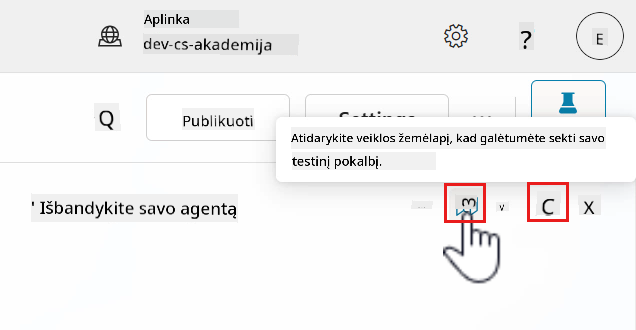 Aplinka
dev-cs-akademija
?
E
Q
Publikuoti
Settings
Atidarykite veiklos žemėlapį, kad galėtumėte sekti savo
testinį pokalbį.
' Išbandykite savo agentą
3
v
C
X